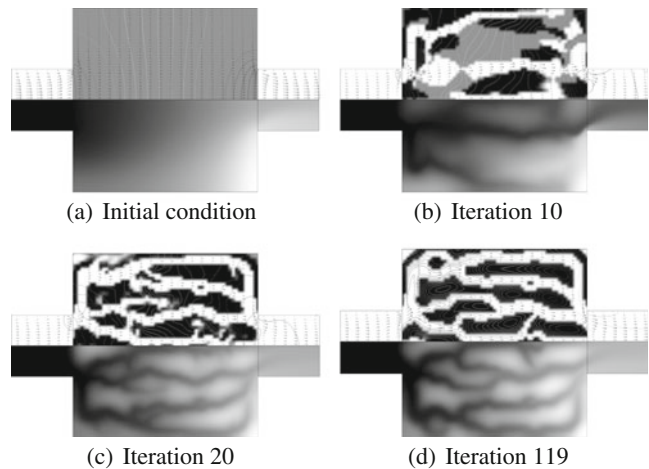 (a) Initial condition
(b) Iteration 10
(c) Iteration 20
(d) Iteration 119